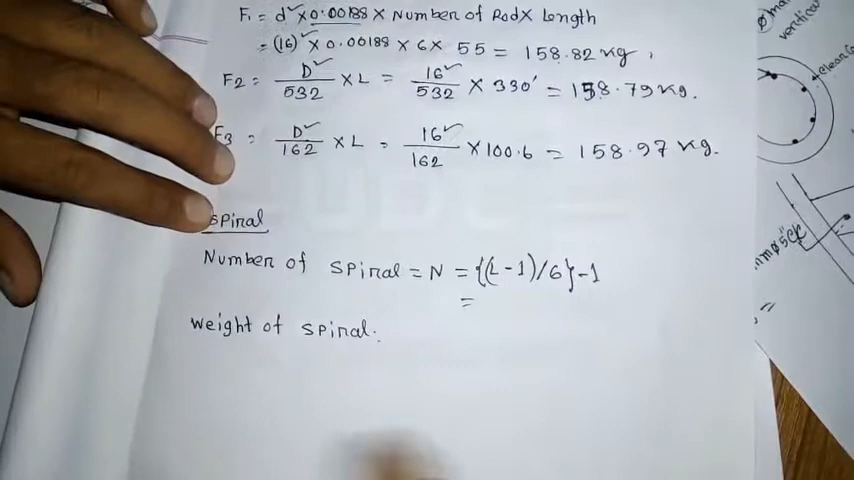 F₁ = d² × 0.00188 × Number of Rod × Length
= (16)² × 0.00188 × 6 × 55 = 158.82 kg.
F2 = D²/532 × L = 16²/532 × 330' = 158.79 kg.
F3 = D²/162 × L = 16²/162 × 100.6 = 158.97 kg.
Spiral
Number of Spiral = N = {(L-1)/6}-1
=
weight of Spiral.
vertical
clear